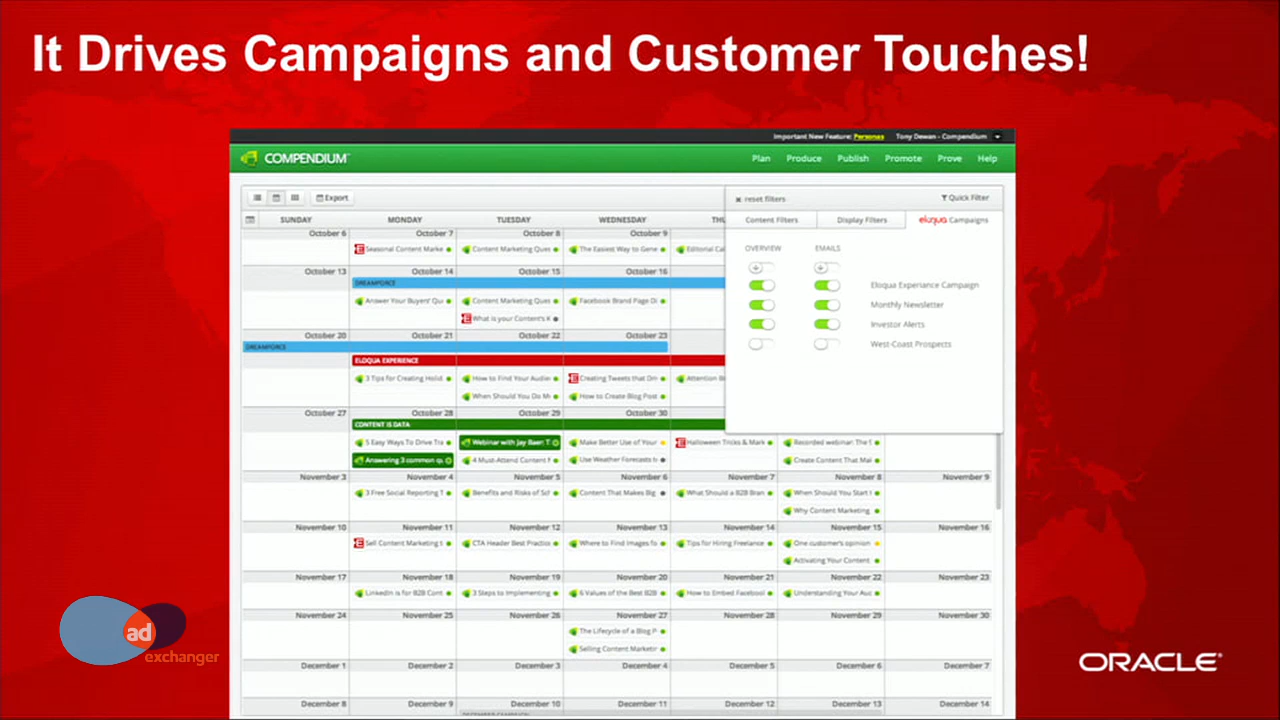 It Drives Campaigns and Customer Touches!
Important New Feature: Personas Tony Dewan - Compendium
COMPENDIUM
Plan Produce Publish Promote Prove Help
Export
reset filters Quick Filter
SUNDAY MONDAY TUESDAY WEDNESDAY THU
Content Filters Display Filters eloqua Campaigns
OVERVIEW EMAILS
Eloqua Experience Campaign
Monthly Newsletter
Investor Alerts
West-Coast Prospects
October 6 October 7 October 8 October 9
Seasonal Content Marke Content Marketing Ques The Easiest Way to Gene Editorial Cal
October 13 October 14 October 15 October 16
DREAMFORCE
Answer Your Buyers' Qu Content Marketing Ques Facebook Brand Page Di
What is your Content's K
October 20 October 21 October 22 October 23
DREAMFORCE
ELOQUA EXPERIENCE
3 Tips for Creating Holid How to Find Your Audie Creating Tweets that Dri Attention B
When Should You Do M How to Create Blog Post
October 27 October 28 October 29 October 30
CONTENT IS DATA
5 Easy Ways To Drive Tra Webinar with Jay Baer: T Make Better Use of Your Halloween Tricks & Mark Recorded webinar: The
Answering 3 common q 4 Must-Attend Content Use Weather Forecasts t Create Content That Mal
November 3 November 4 November 5 November 6 November 7 November 8 November 9
3 Free Social Reporting T Benefits and Risks of Content That Makes Big What Should a B2B Bran When Should You Start
Why Content Marketing
November 10 November 11 November 12 November 13 November 14 November 15 November 16
Sell Content Marketing CTA Header Best Practice Where to Find Images fo Tips for Hiring Freelance One customer's opinion
Activating Your Content
November 17 November 18 November 19 November 20 November 21 November 22 November 23
LinkedIn is for B2B Cont 3 Steps to Implementing 6 Values of the Best B2B How to Embed Facebool Understanding Your Aud
November 24 November 25 November 26 November 27 November 28 November 29 November 30
The Lifecycle of a Blog P
Selling Content Marketin
December 1 December 2 December 3 December 4 December 5 December 6 December 7
December 8 December 9 December 10 December 11 December 12 December 13 December 14
DECEMBER CAMPAIGN
ad
exchanger
ORACLE